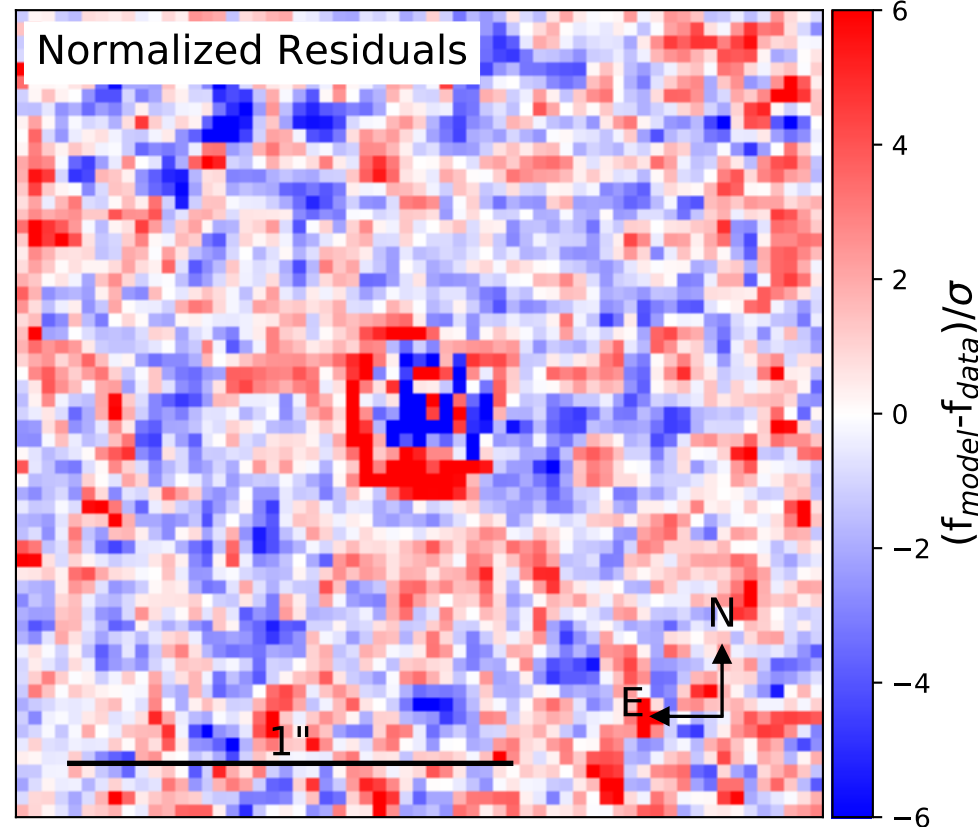 Normalized Residuals
6
4
2
0
−2
−4
−6
(f_model-f_data)/σ
N
E
1"